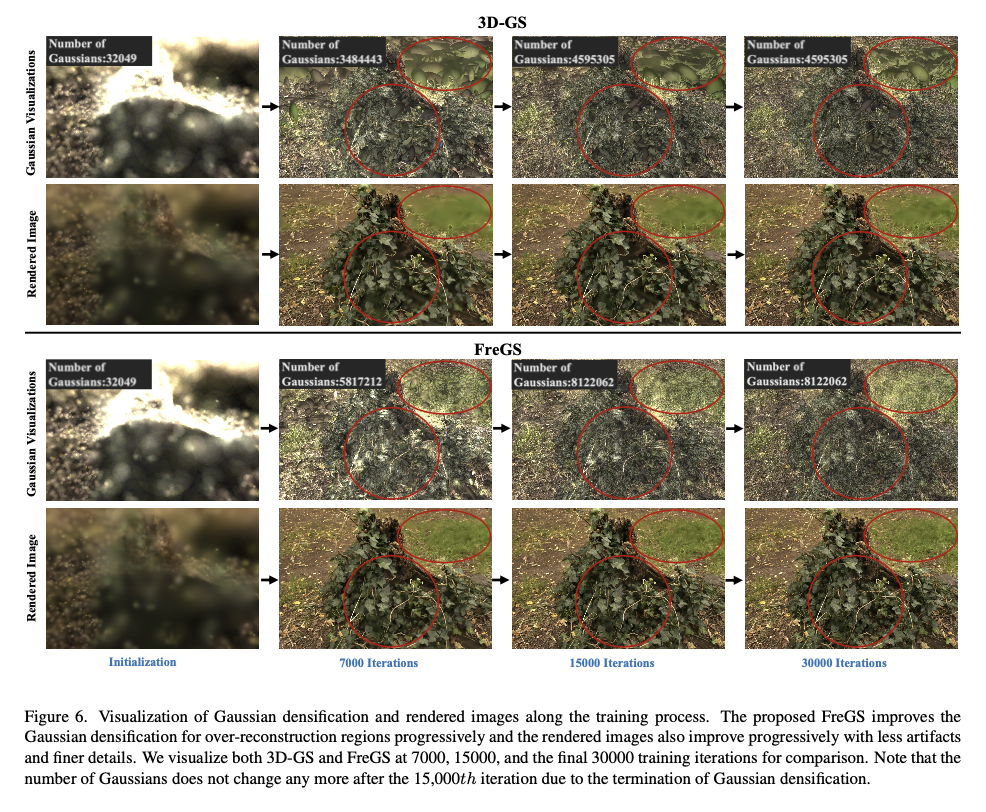 3D-GS
Gaussian Visualizations
Number of
Gaussians:32049
Number of
Gaussians:3484443
Number of
Gaussians:4595305
Number of
Gaussians:4595305
Rendered Image
FreGS
Gaussian Visualizations
Number of
Gaussians:32049
Number of
Gaussians:5817212
Number of
Gaussians:8122062
Number of
Gaussians:8122062
Rendered Image
Initialization
7000 Iterations
15000 Iterations
30000 Iterations
Figure 6. Visualization of Gaussian densification and rendered images along the training process. The proposed FreGS improves the
Gaussian densification for over-reconstruction regions progressively and the rendered images also improve progressively with less artifacts
and finer details. We visualize both 3D-GS and FreGS at 7000, 15000, and the final 30000 training iterations for comparison. Note that the
number of Gaussians does not change any more after the 15,000th iteration due to the termination of Gaussian densification.